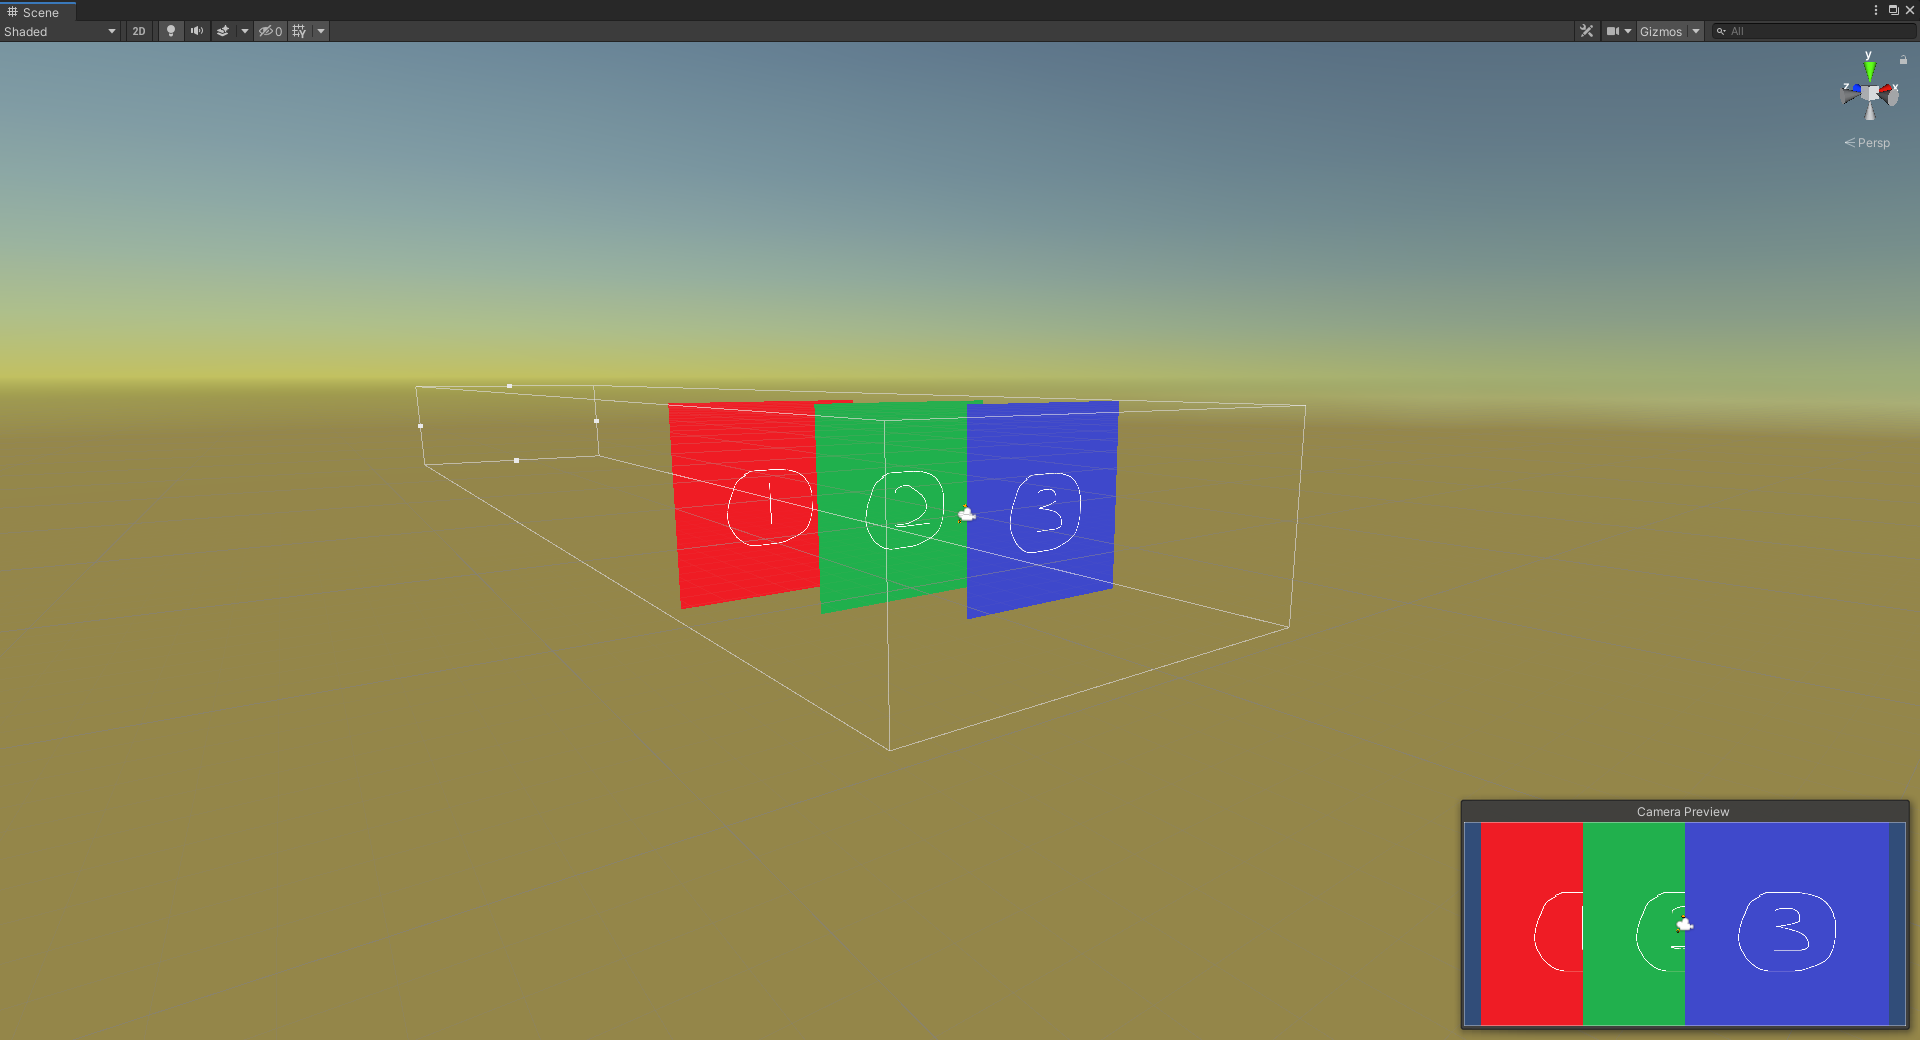 Scene
Shaded 2D 0 Gizmos All
y
z x
Persp
1 2 3
Camera Preview
3